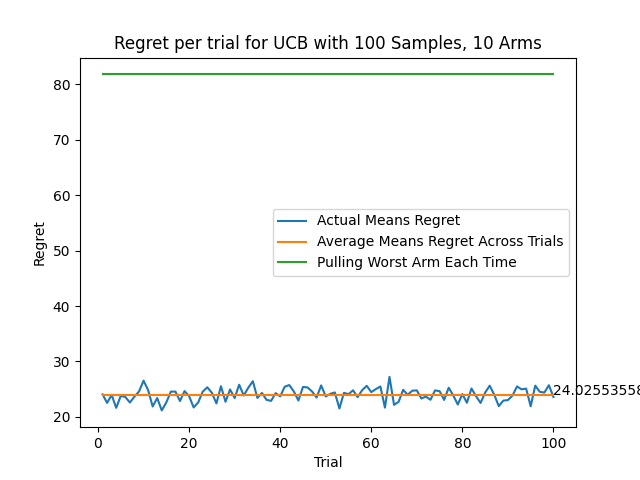 Regret per trial for UCB with 100 Samples, 10 Arms
80
70
60
50
40
30
20
Regret
Actual Means Regret
Average Means Regret Across Trials
Pulling Worst Arm Each Time
24.02553558
0 20 40 60 80 100
Trial